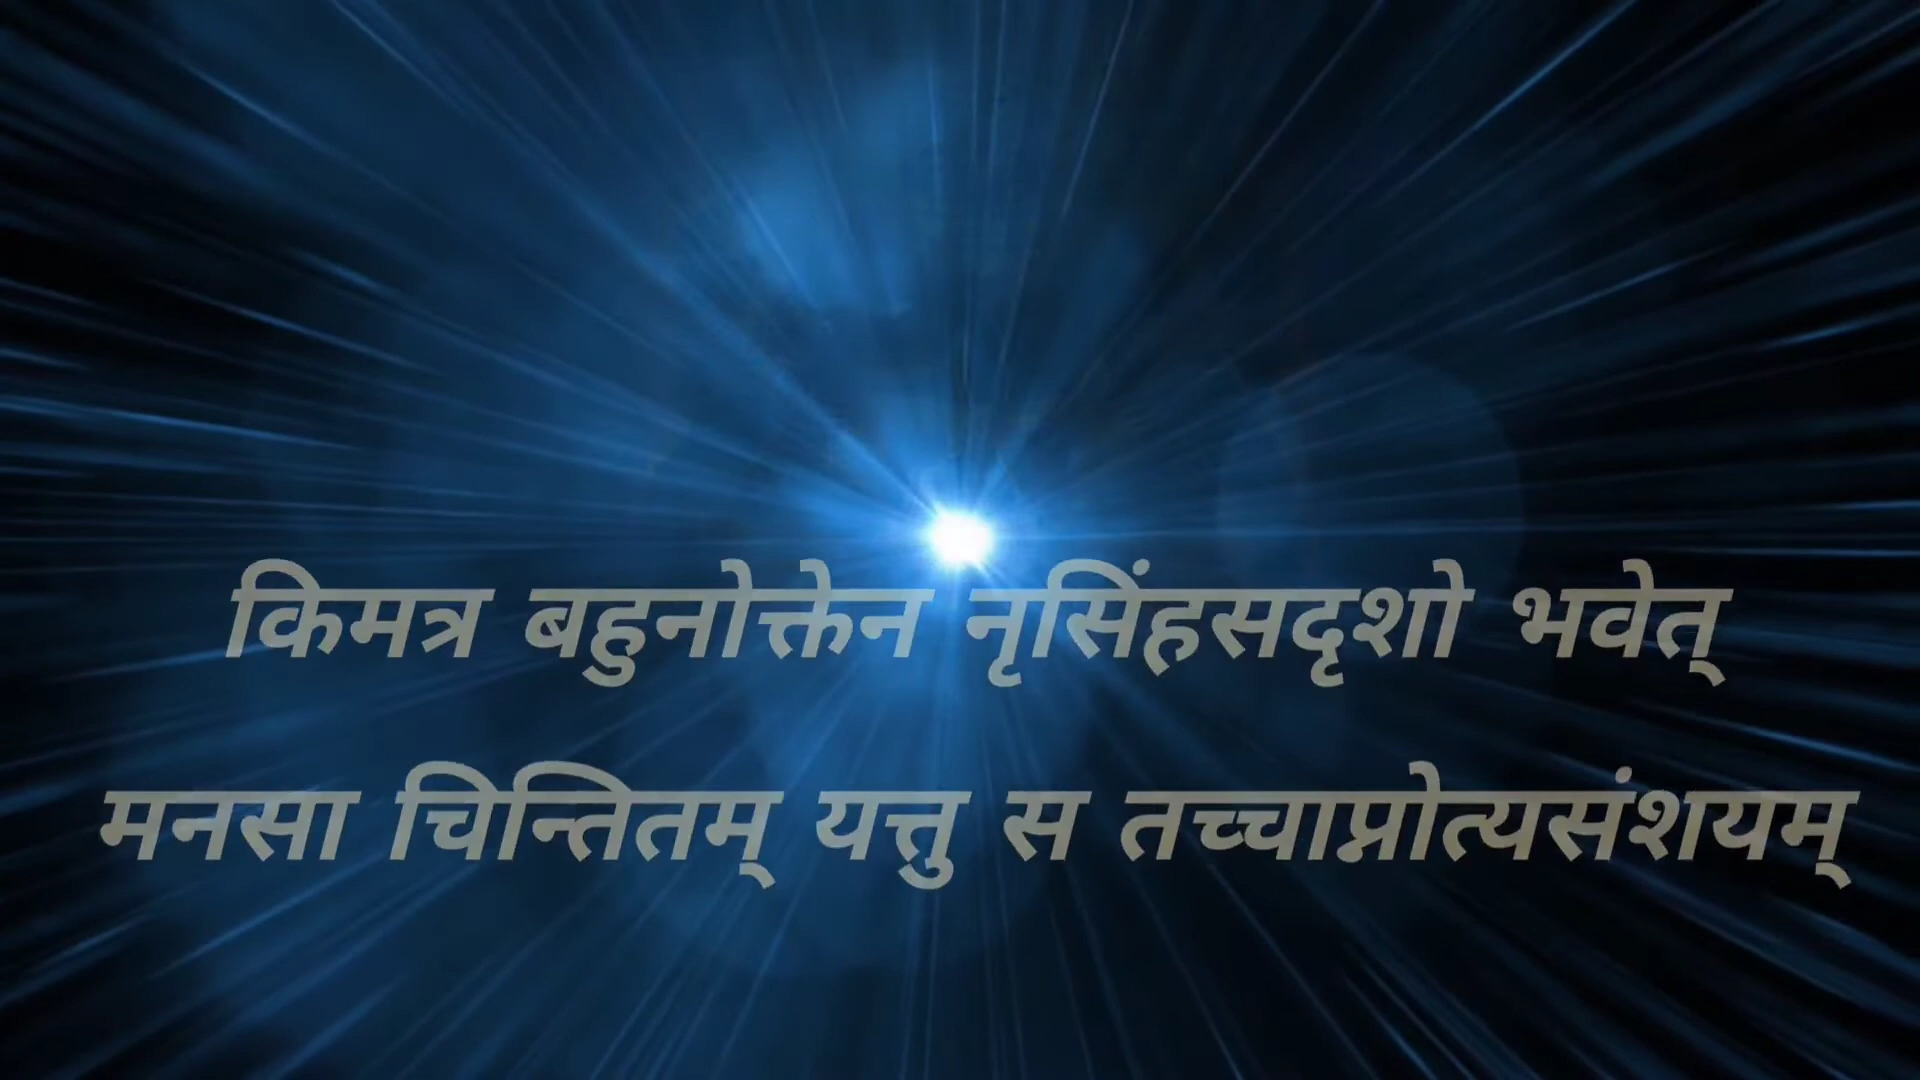 किमत्र बहुनोक्तेन नृसिंहसदृशो भवेत्
मनसा चिन्तितम् यत्तु स तच्चाप्नोत्यसंशयम्